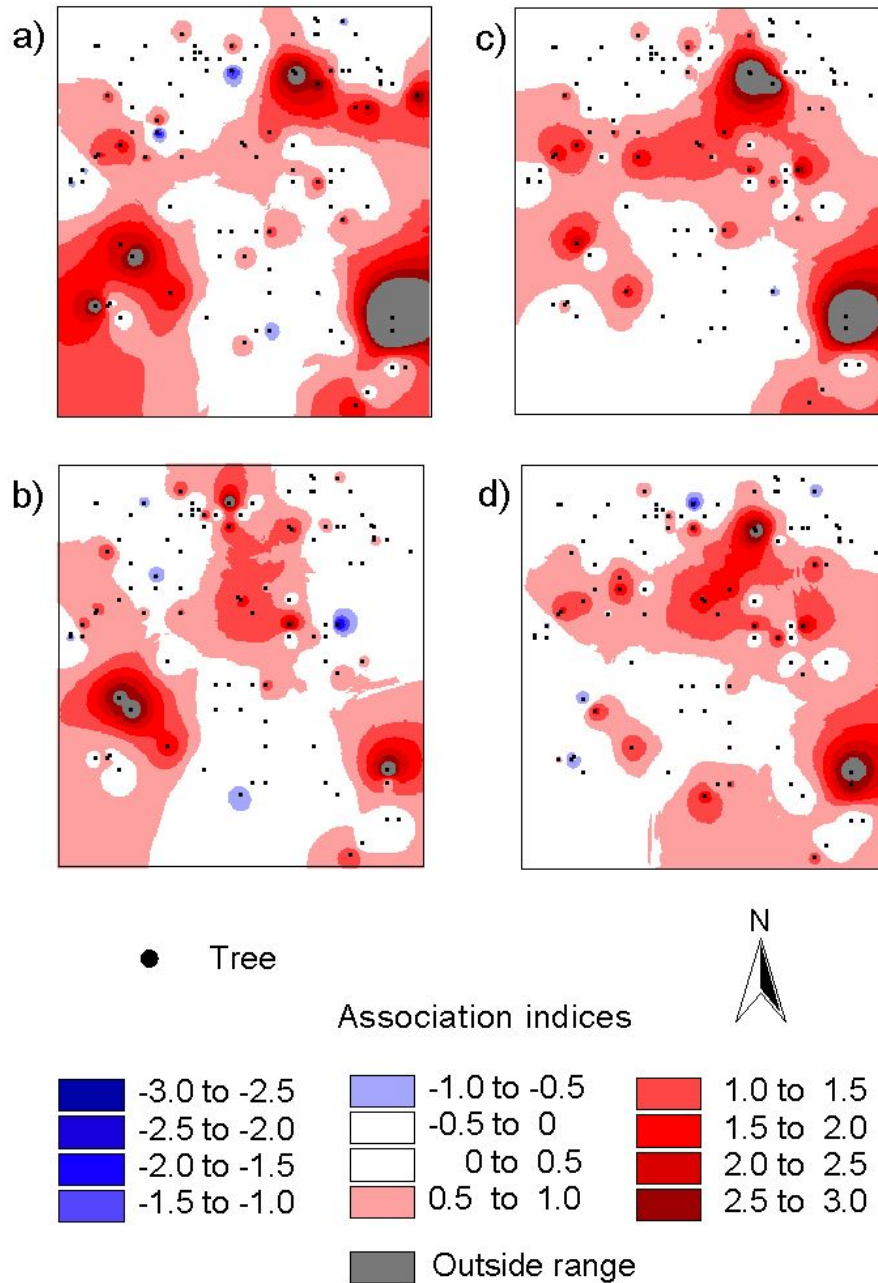 a)
c)
b)
d)
N
Tree
Association indices
-3.0 to -2.5
-2.5 to -2.0
-2.0 to -1.5
-1.5 to -1.0
-1.0 to -0.5
-0.5 to 0
0 to 0.5
0.5 to 1.0
1.0 to 1.5
1.5 to 2.0
2.0 to 2.5
2.5 to 3.0
Outside range